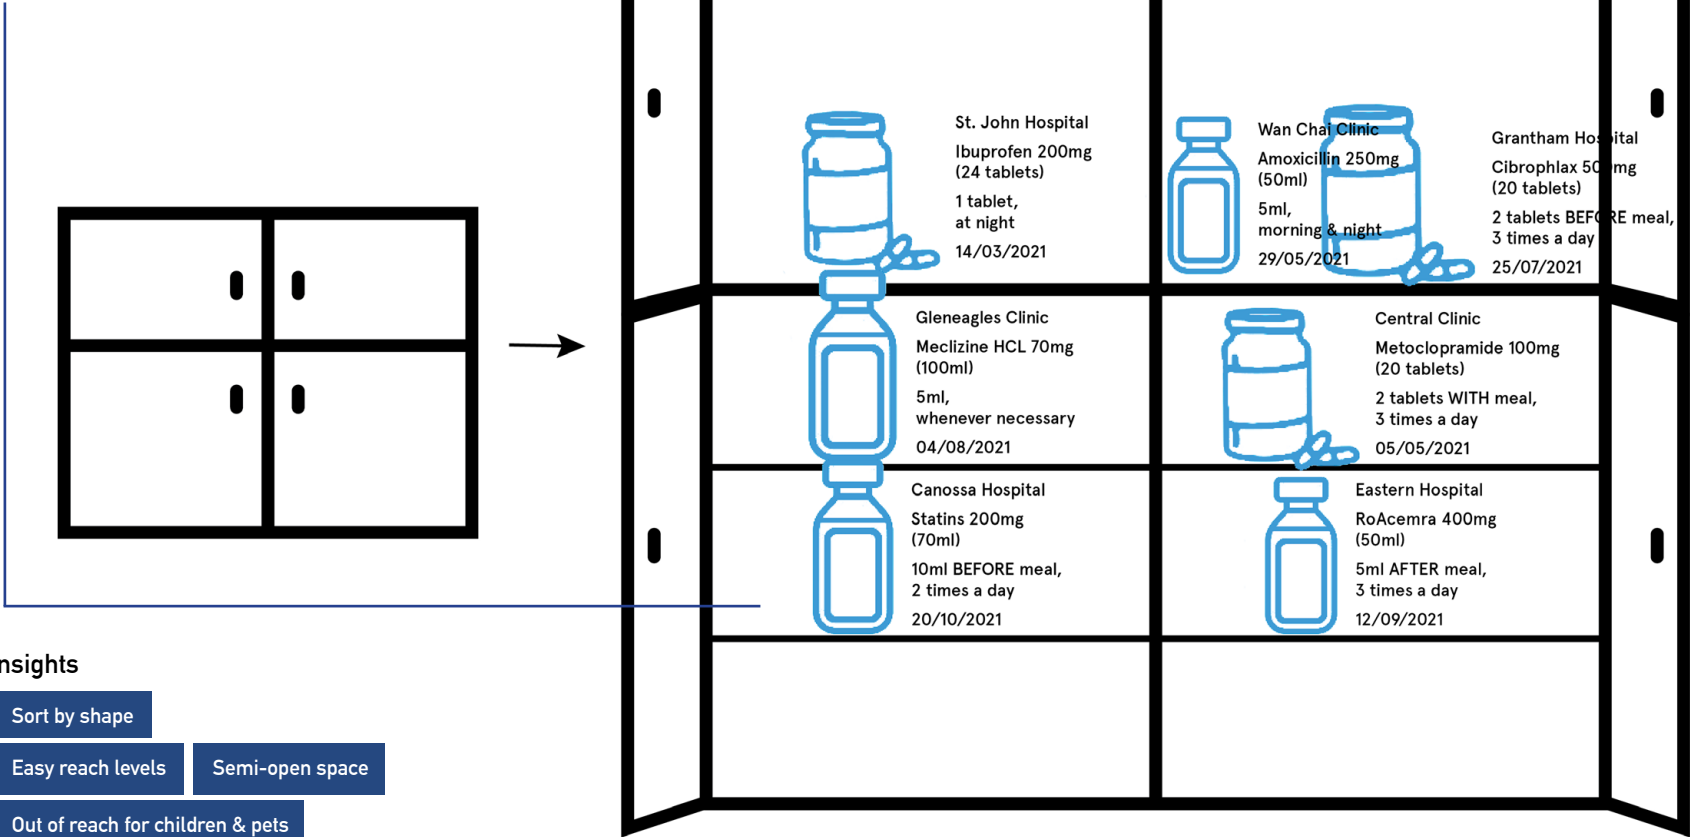 St. John Hospital
Ibuprofen 200mg
(24 tablets)
1 tablet,
at night
14/03/2021
Wan Chai Clinic
Amoxicillin 250mg
(50ml)
5ml,
morning & night
29/05/2021
Grantham Hospital
Cibrophlax 500mg
(20 tablets)
2 tablets BEFORE meal,
3 times a day
25/07/2021
Gleneagles Clinic
Meclizine HCL 70mg
(100ml)
5ml,
whenever necessary
04/08/2021
Central Clinic
Metoclopramide 100mg
(20 tablets)
2 tablets WITH meal,
3 times a day
05/05/2021
Canossa Hospital
Statins 200mg
(70ml)
10ml BEFORE meal,
2 times a day
20/10/2021
Eastern Hospital
RoAcemra 400mg
(50ml)
5ml AFTER meal,
3 times a day
12/09/2021
nsights
Sort by shape
Easy reach levels
Semi-open space
Out of reach for children & pets